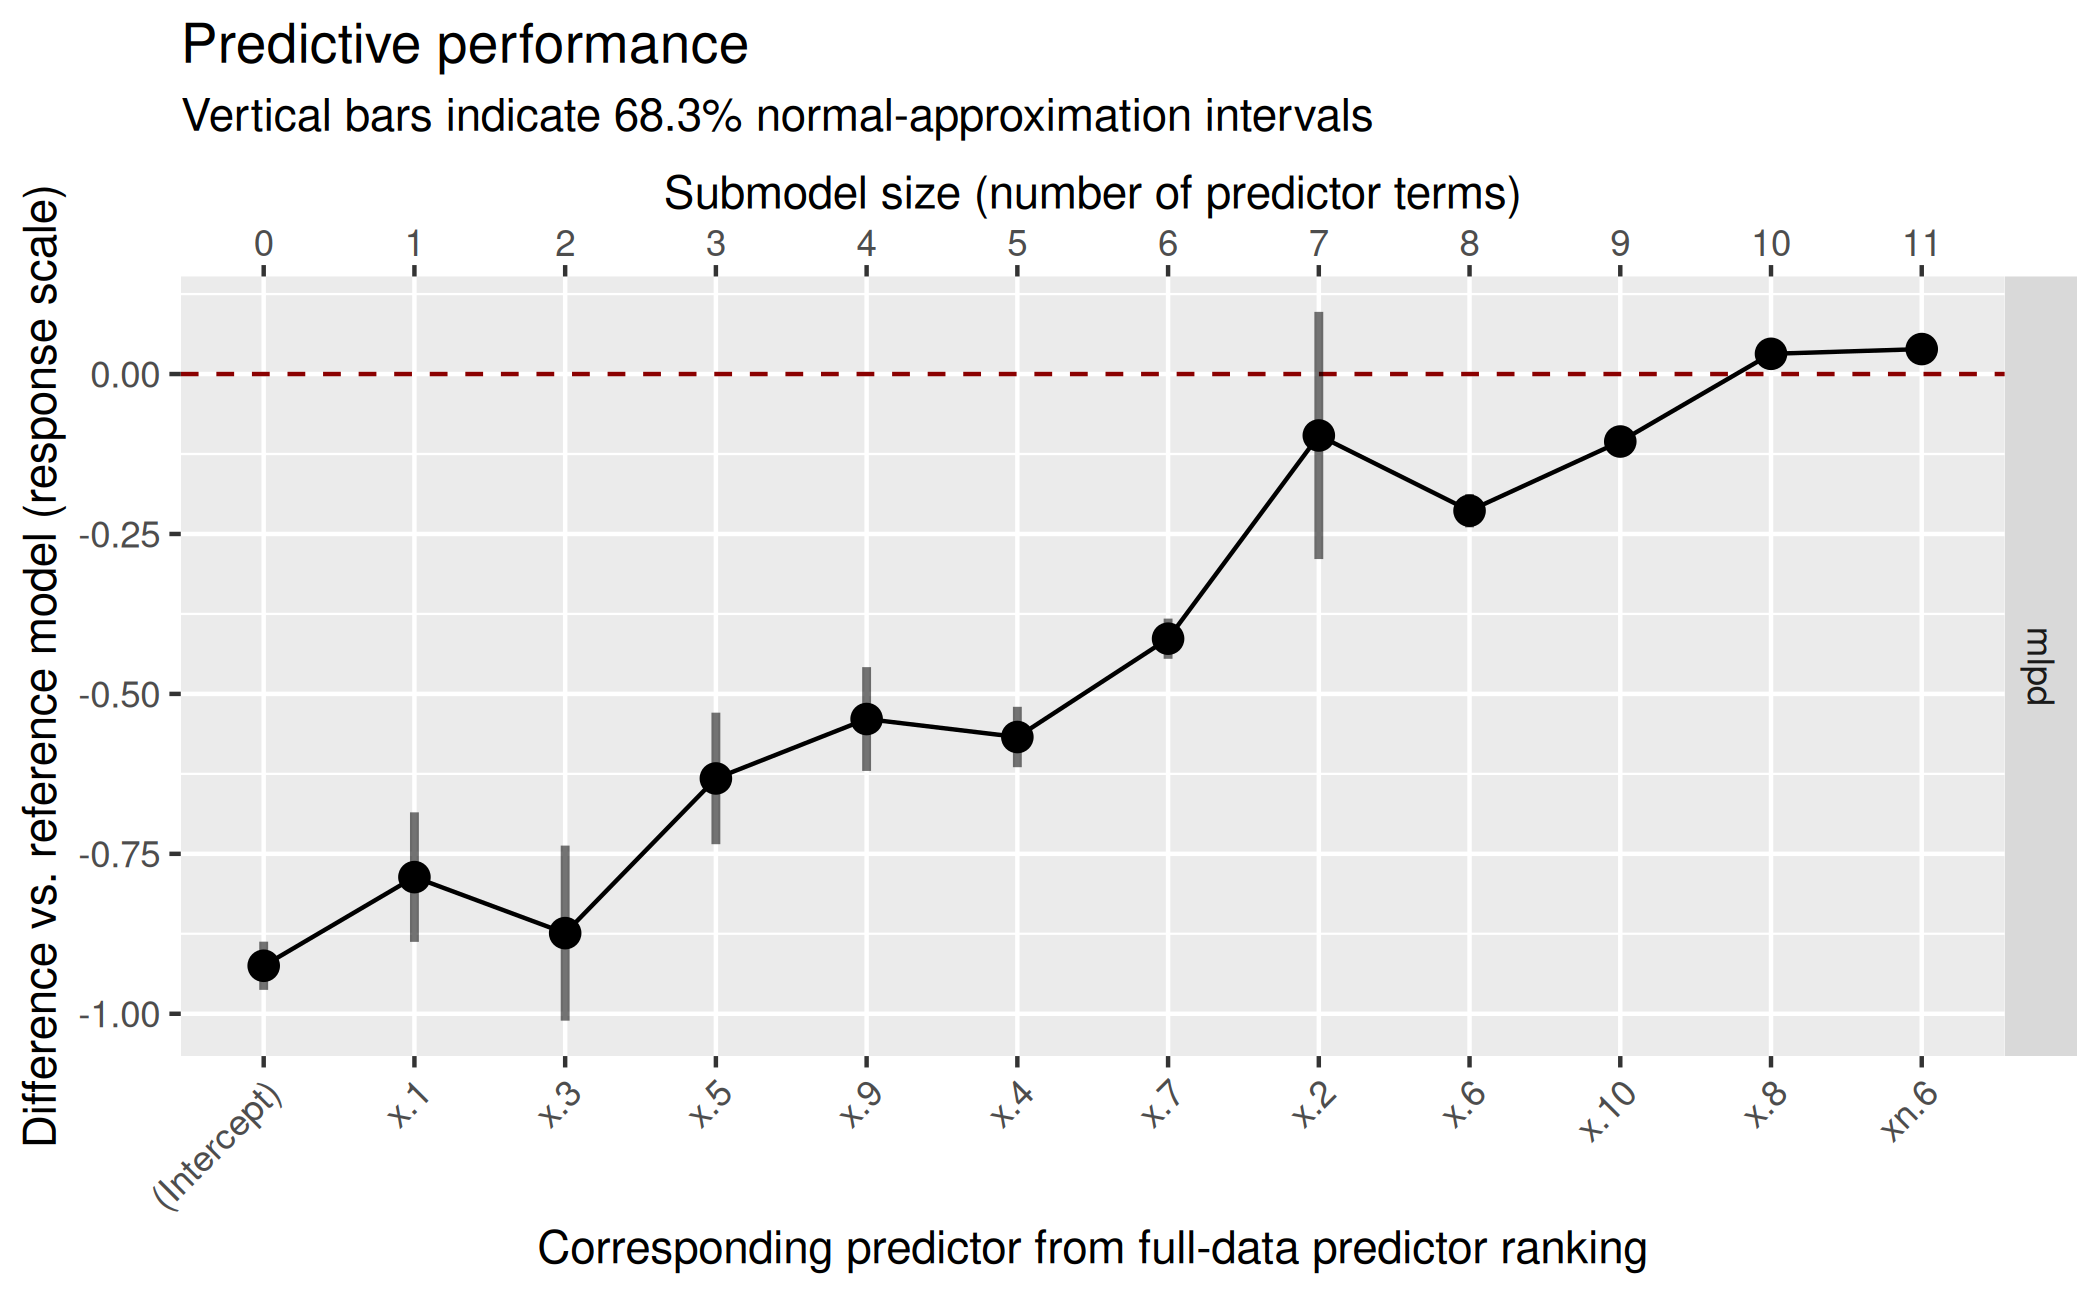 Predictive performance
Vertical bars indicate 68.3% normal-approximation intervals
Submodel size (number of predictor terms)
0 1 2 3 4 5 6 7 8 9 10 11
Difference vs. reference model (response scale)
0.00
-0.25
-0.50
-0.75
-1.00
mlpd
(Intercept) x.1 x.3 x.5 x.9 x.4 x.7 x.2 x.6 x.10 x.8 xn.6
Corresponding predictor from full-data predictor ranking